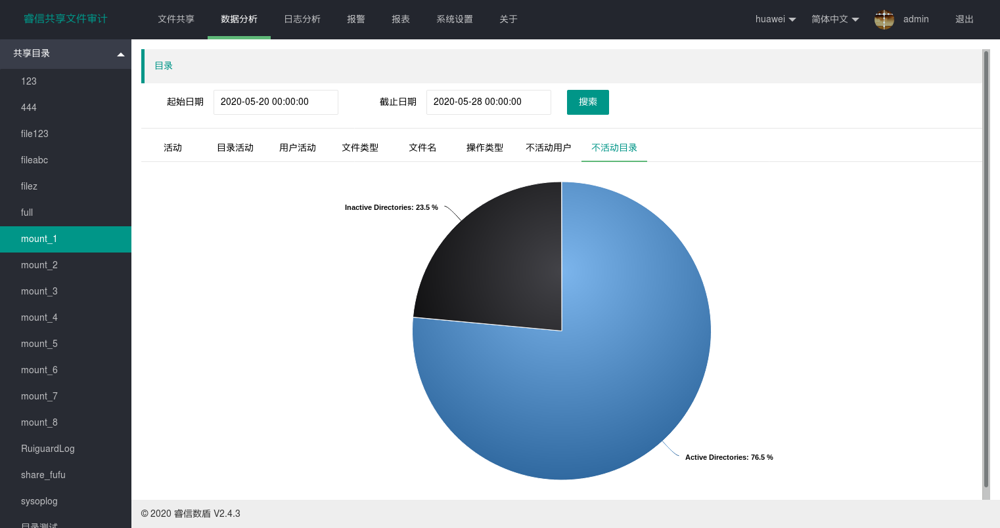 睿信共享文件审计
文件共享 数据分析 日志分析 报警 报表 系统设置 关于
huawei 简体中文 admin 退出
共享目录
123
444
file123
fileabc
filez
full
mount_1
mount_2
mount_3
mount_4
mount_5
mount_6
mount_7
mount_8
RuiguardLog
share_fufu
sysoplog
目录测试
目录
起始日期 2020-05-20 00:00:00 截止日期 2020-05-28 00:00:00 搜索
活动 目录活动 用户活动 文件类型 文件名 操作类型 不活动用户 不活动目录
Inactive Directories: 23.5 %
Active Directories: 76.5 %
© 2020 睿信数盾 V2.4.3